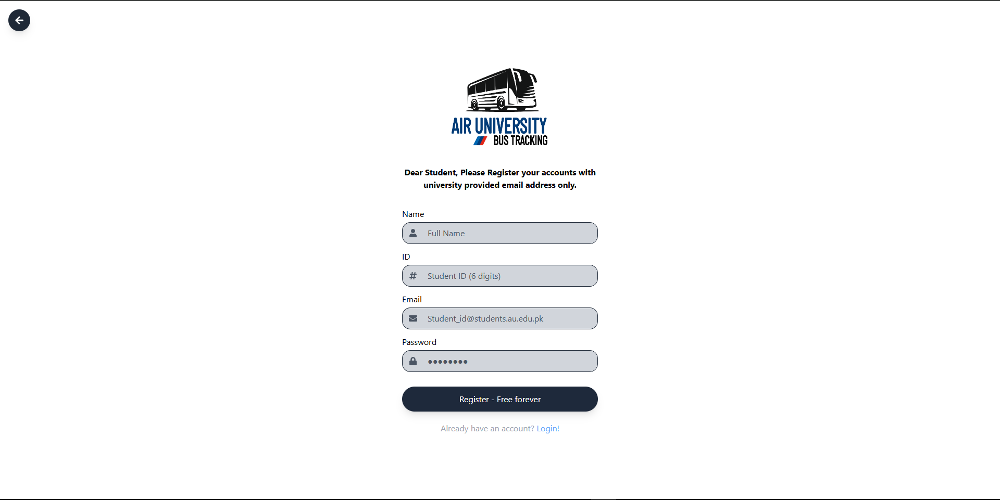 AIR UNIVERSITY
BUS TRACKING
Dear Student, Please Register your accounts with
university provided email address only.
Name
Full Name
ID
# Student ID (6 digits)
Email
Student_id@students.au.edu.pk
Password
••••••••
Register - Free forever
Already have an account? Login!